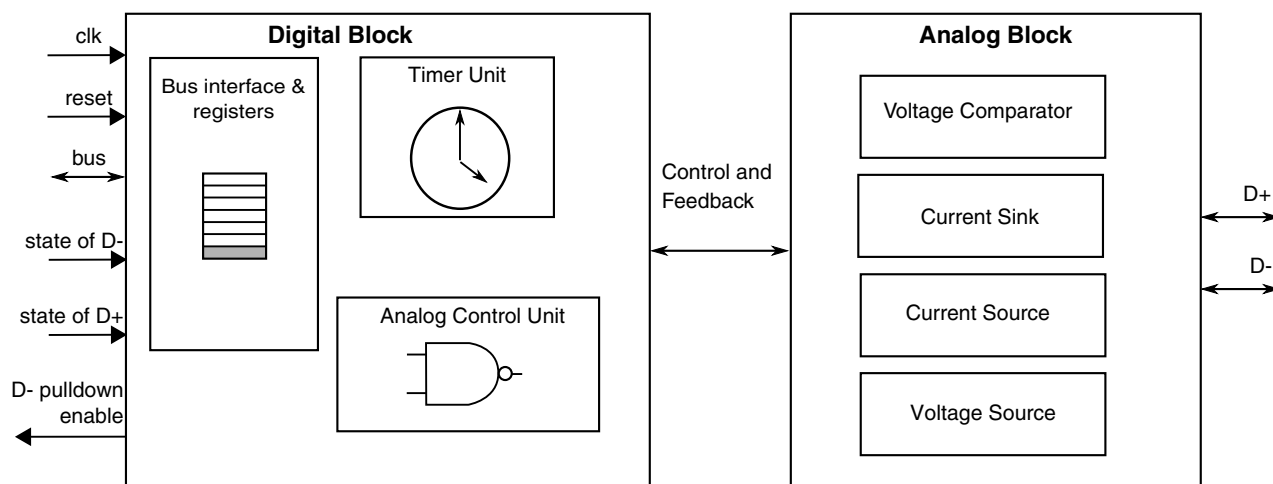 clk
reset
bus
state of D-
state of D+
D- pulldown
enable
Digital Block
Bus interface &
registers
Timer Unit
Analog Control Unit
Control and
Feedback
Analog Block
Voltage Comparator
Current Sink
Current Source
Voltage Source
D+
D-